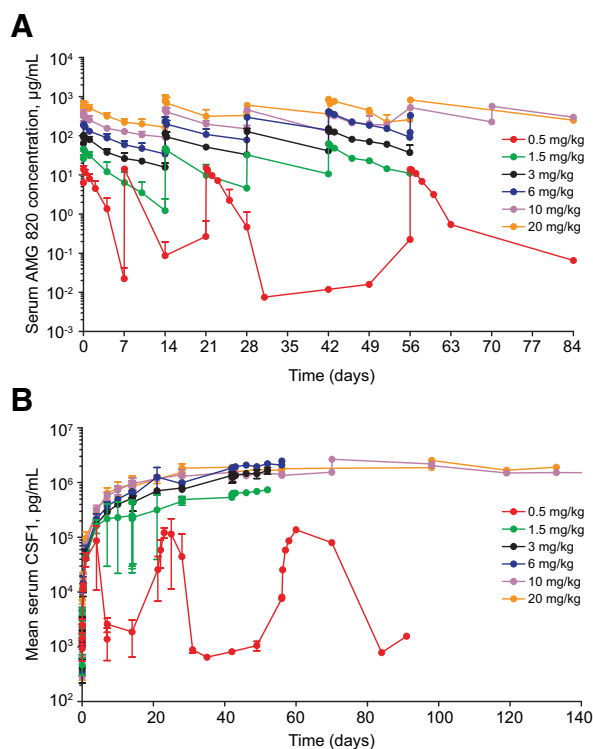 A
Serum AMG 820 concentration, µg/mL
10⁴
10³
10²
10¹
10⁰
10⁻¹
10⁻²
10⁻³
0 7 14 21 28 35 42 49 56 63 70 77 84
Time (days)
0.5 mg/kg
1.5 mg/kg
3 mg/kg
6 mg/kg
10 mg/kg
20 mg/kg
B
Mean serum CSF1, pg/mL
10⁷
10⁶
10⁵
10⁴
10³
10²
0 20 40 60 80 100 120 140
Time (days)
0.5 mg/kg
1.5 mg/kg
3 mg/kg
6 mg/kg
10 mg/kg
20 mg/kg